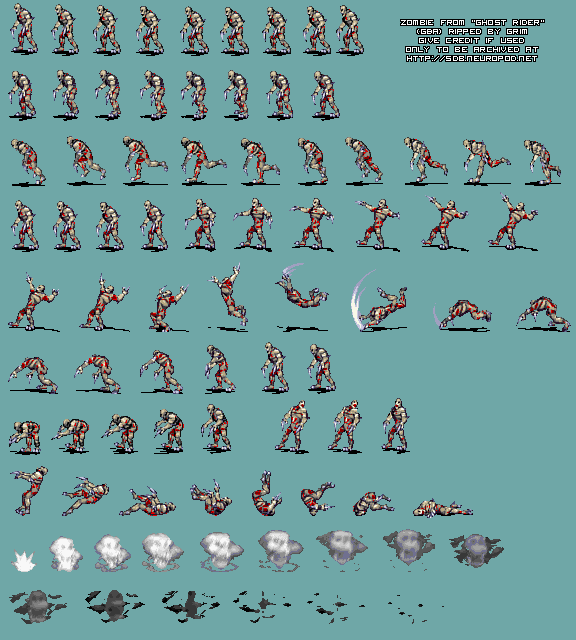 ZOMBIE FROM "GHOST RIDER"
(GBA) RIPPED BY GRIM
GIVE CREDIT IF USED
ONLY TO BE ARCHIVED AT
HTTP://SDB.NEUROPOD.NET